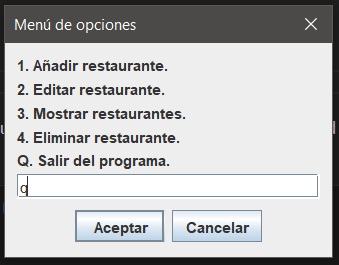 Menú de opciones
1. Añadir restaurante.
2. Editar restaurante.
3. Mostrar restaurantes.
4. Eliminar restaurante.
Q. Salir del programa.
q
Aceptar
Cancelar